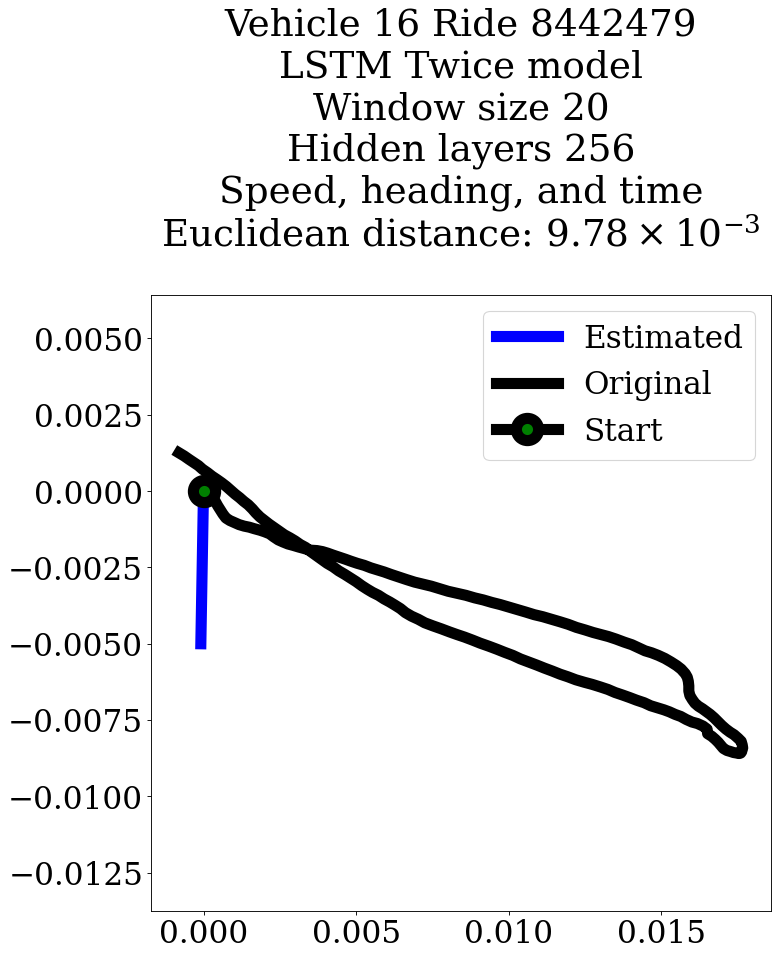 Vehicle 16 Ride 8442479
LSTM Twice model
Window size 20
Hidden layers 256
Speed, heading, and time
Euclidean distance: 9.78 × 10⁻³
Estimated
Original
Start
0.0050
0.0025
0.0000
−0.0025
−0.0050
−0.0075
−0.0100
−0.0125
0.000 0.005 0.010 0.015